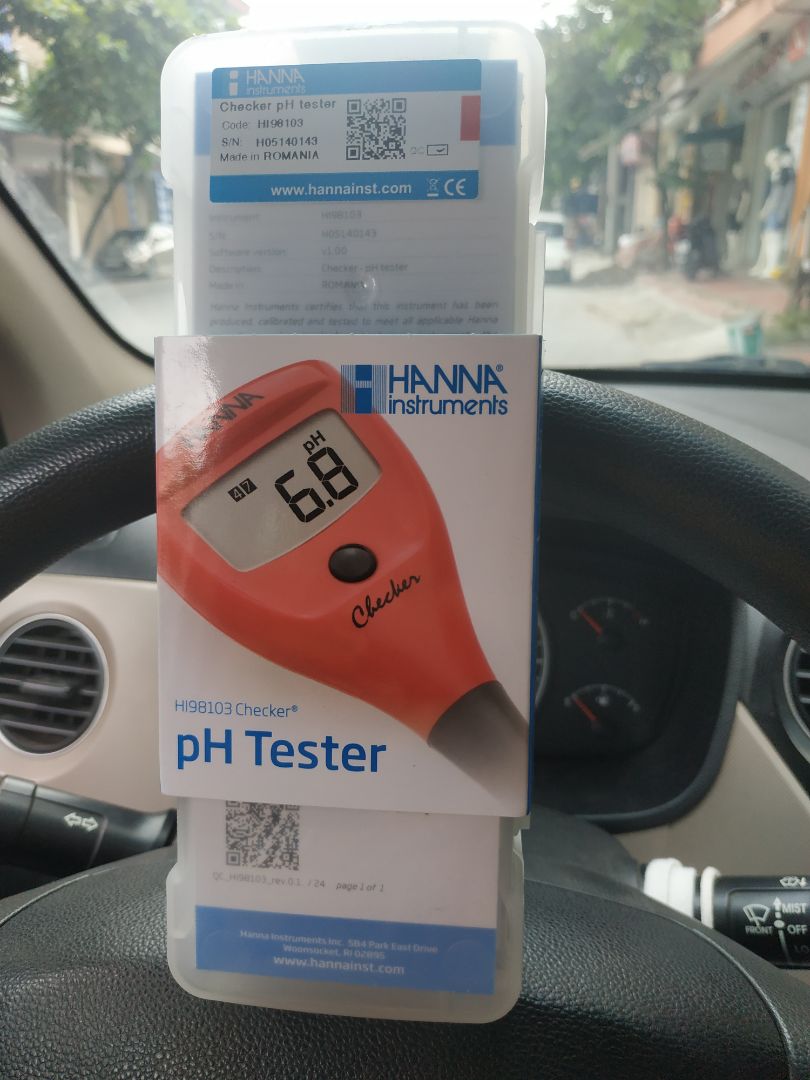 HANNA
instruments
Checker pH tester
Code: HI98103
S/N: H05140143
Made in ROMANIA
QC
www.hannainst.com
CE
Instrument HI98103
S/N H05140143
Software version v1.00
Description Checker - pH tester
Made in ROMANIA
Hanna Instruments certifies that this instrument has been
produced, calibrated and tested to meet all applicable Hanna
HANNA®
instruments
HANNA
pH
4 7
6.8
Checker
HI98103 Checker®
pH Tester
QC_HI98103_rev.0.1. / 24 page 1 of 1
Hanna Instruments Inc. 584 Park East Drive
Woonsocket, RI 02895
www.hannainst.com
MIST
FRONT
OFF